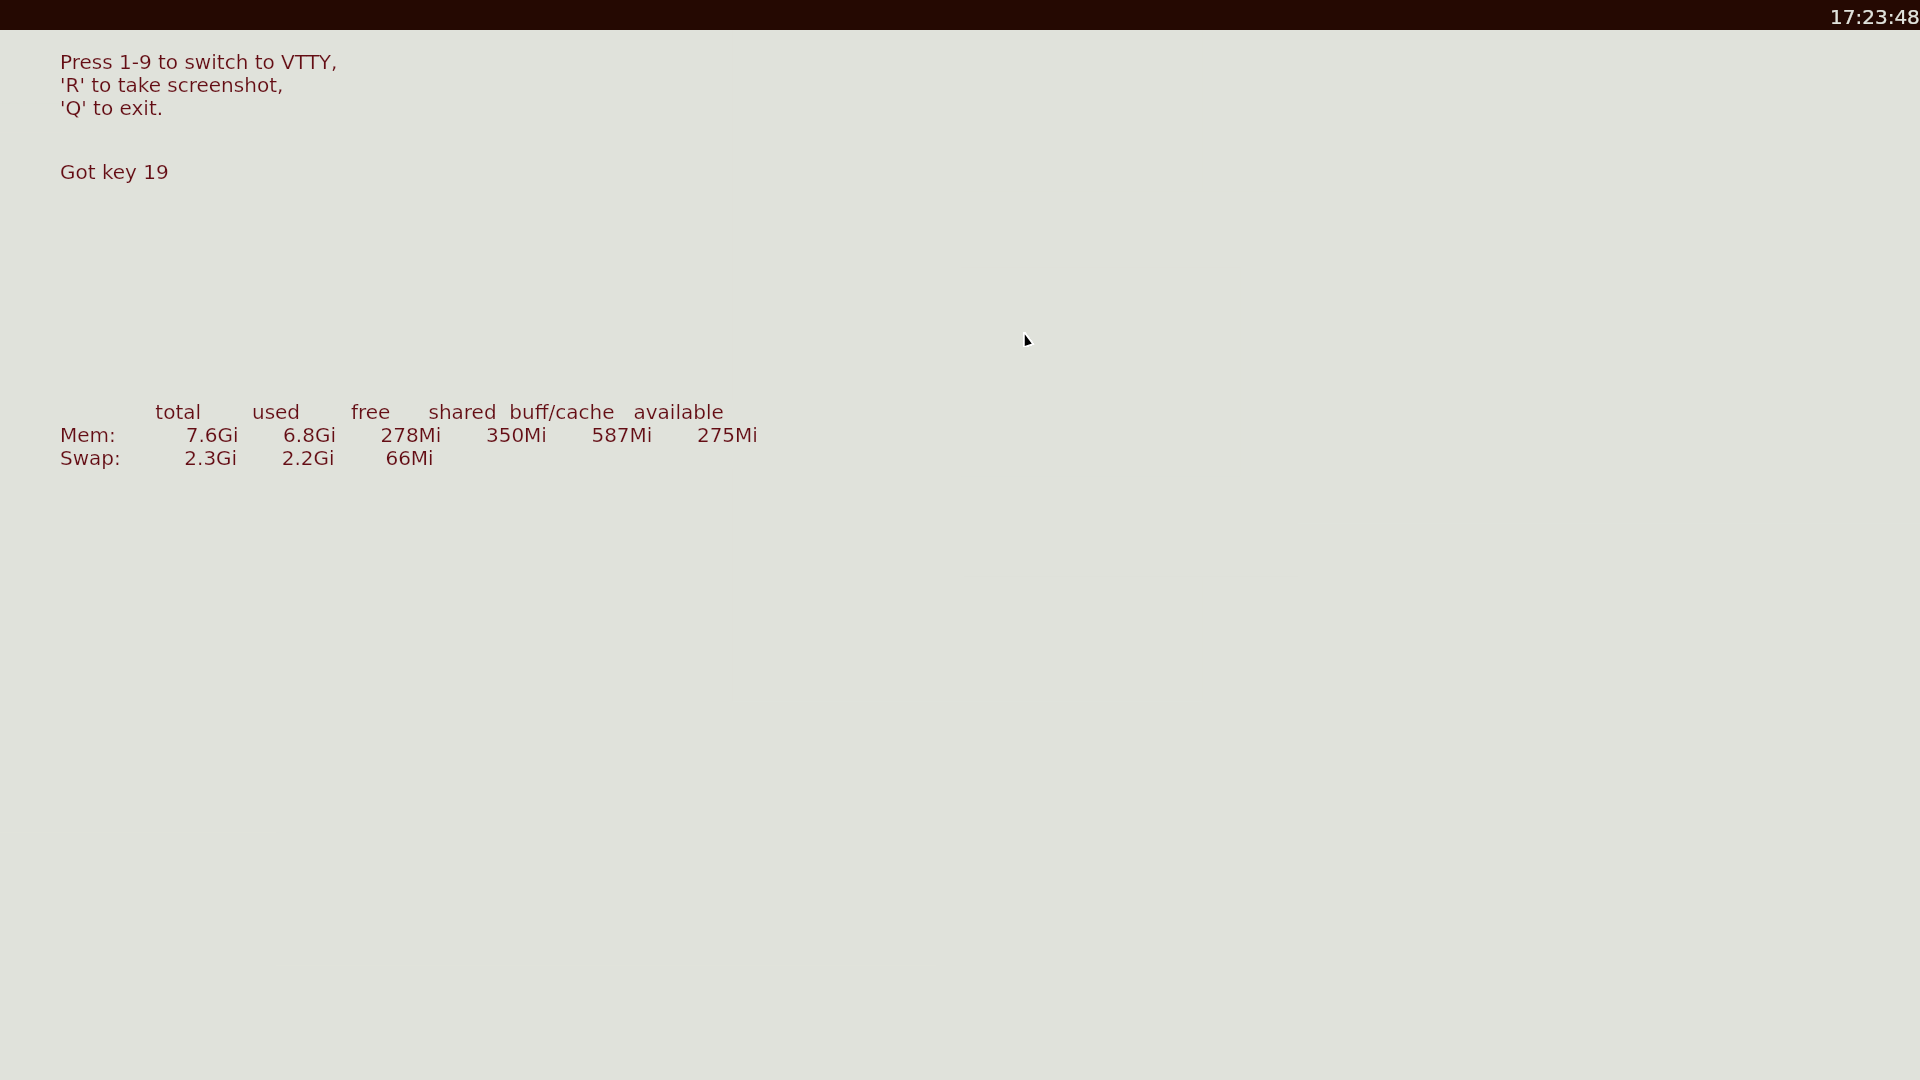 17:23:48
Press 1-9 to switch to VTTY,
'R' to take screenshot,
'Q' to exit.
Got key 19
total used free shared buff/cache available
Mem: 7.6Gi 6.8Gi 278Mi 350Mi 587Mi 275Mi
Swap: 2.3Gi 2.2Gi 66Mi